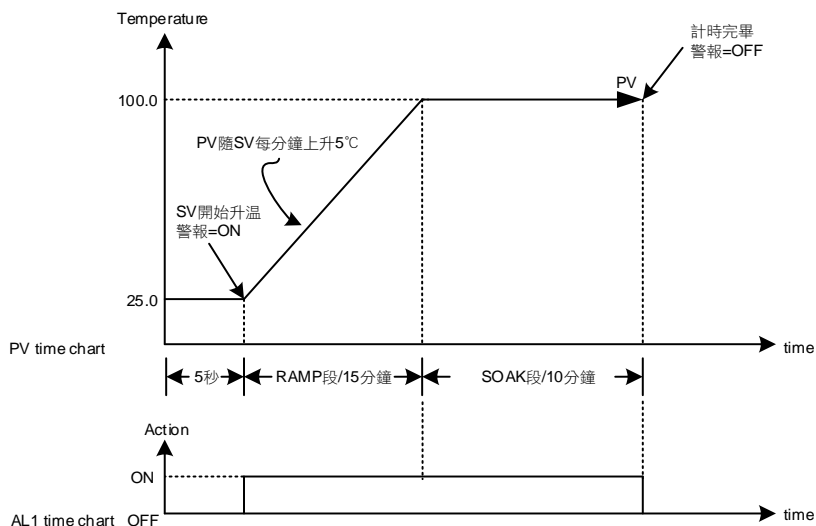 Temperature
計時完畢
警報=OFF
PV
100.0
PV隨SV每分鐘上升5℃
SV開始升温
警報=ON
25.0
PV time chart
time
5秒
RAMP段/15分鐘
SOAK段/10分鐘
Action
ON
AL1 time chart
OFF
time